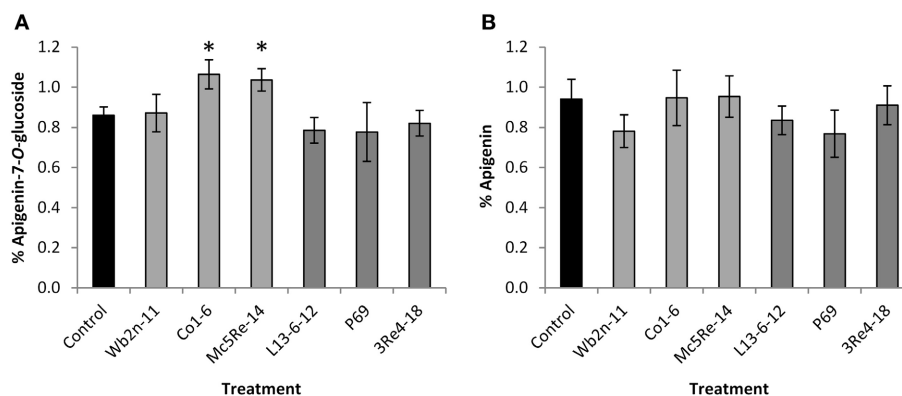 A
% Apigenin-7-O-glucoside
1.2
1.0
0.8
0.6
0.4
0.2
0.0
*
*
Control
Wb2n-11
Co1-6
Mc5Re-14
L13-6-12
P69
3Re4-18
Treatment
B
% Apigenin
1.2
1.0
0.8
0.6
0.4
0.2
0.0
Control
Wb2n-11
Co1-6
Mc5Re-14
L13-6-12
P69
3Re4-18
Treatment